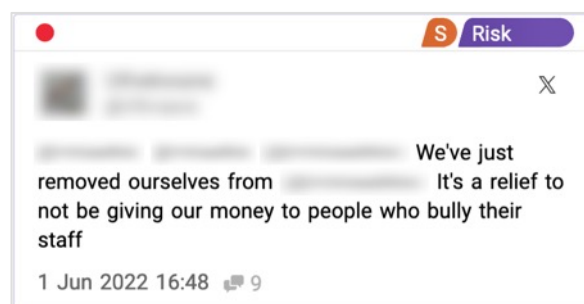 S Risk
𝕏
We've just
removed ourselves from It's a relief to
not be giving our money to people who bully their
staff
1 Jun 2022 16:48 9